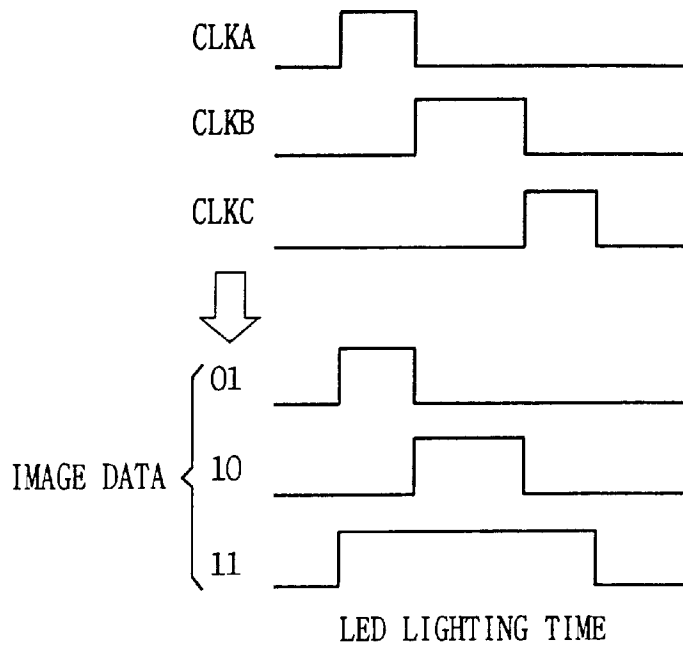 CLKA
CLKB
CLKC
01
10
IMAGE DATA
11
LED LIGHTING TIME